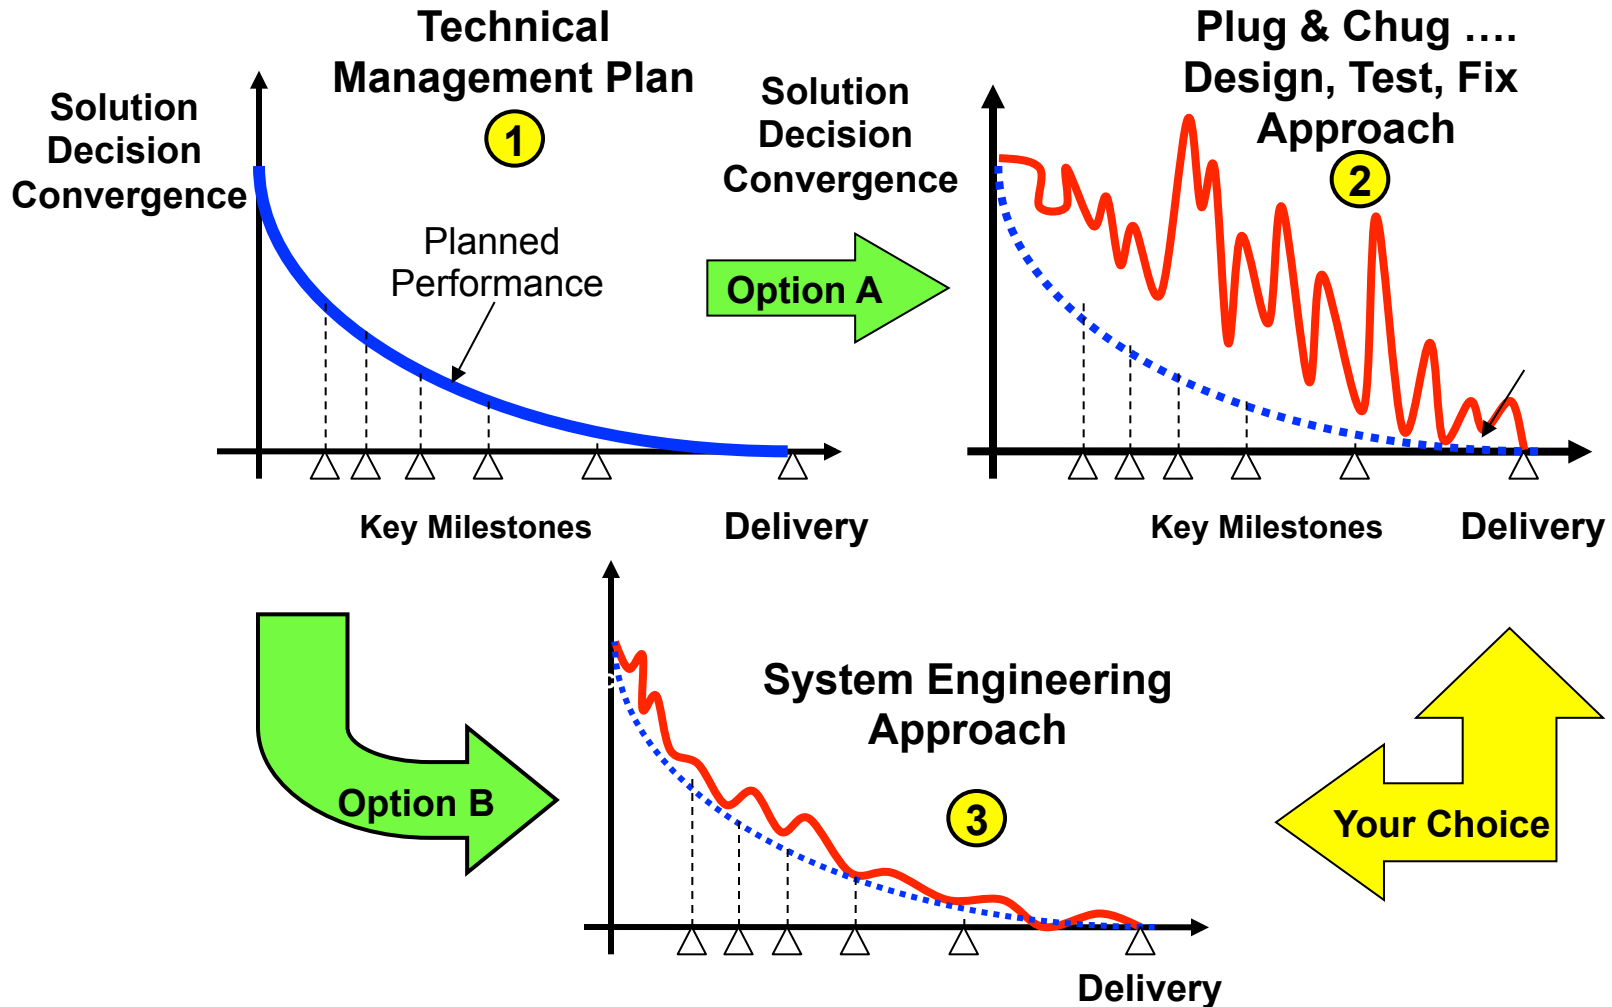 Technical
Management Plan
1
Solution
Decision
Convergence
Planned
Performance
Key Milestones
Delivery
Option A
Plug & Chug ....
Design, Test, Fix
Approach
2
Solution
Decision
Convergence
Key Milestones
Delivery
Option B
System Engineering
Approach
3
Delivery
Your Choice